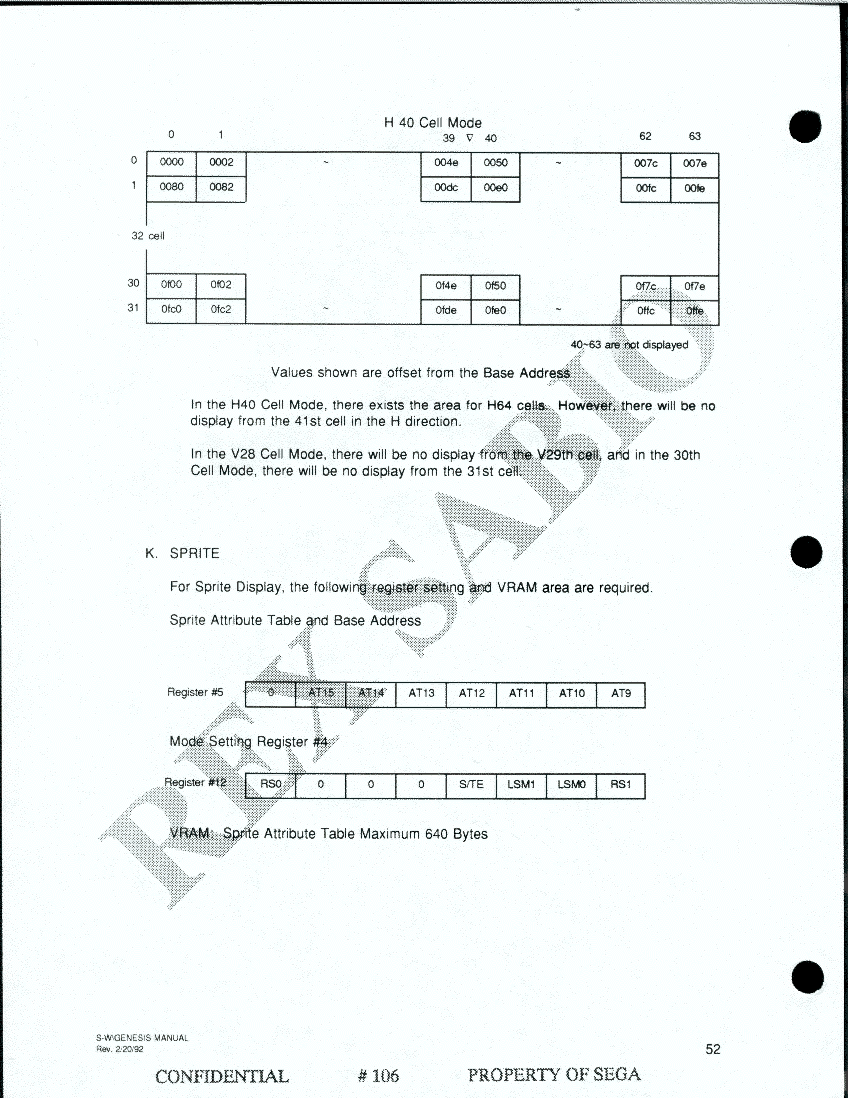 H 40 Cell Mode
0 1 39 ∇ 40 62 63
0 0000 0002 ~ 004e 0050 ~ 007c 007e
1 0080 0082 00dc 00e0 00fc 00fe
32 cell
30 0f00 0f02 0f4e 0f50 0f7c 0f7e
31 0fc0 0fc2 ~ 0fde 0fe0 ~ 0ffc 0ffe
40~63 are not displayed
Values shown are offset from the Base Address
In the H40 Cell Mode, there exists the area for H64 cells. However, there will be no
display from the 41st cell in the H direction.
In the V28 Cell Mode, there will be no display from the V29th cell, and in the 30th
Cell Mode, there will be no display from the 31st cell.
K. SPRITE
For Sprite Display, the following register setting and VRAM area are required.
Sprite Attribute Table and Base Address
Register #5 0 AT15 AT14 AT13 AT12 AT11 AT10 AT9
Mode Setting Register #4
Register #12 RS0 0 0 0 S/TE LSM1 LSM0 RS1
VRAM: Sprite Attribute Table Maximum 640 Bytes
REX SABIO
S-W\GENESIS MANUAL
Rev. 2/20/92
52
CONFIDENTIAL # 106 PROPERTY OF SEGA